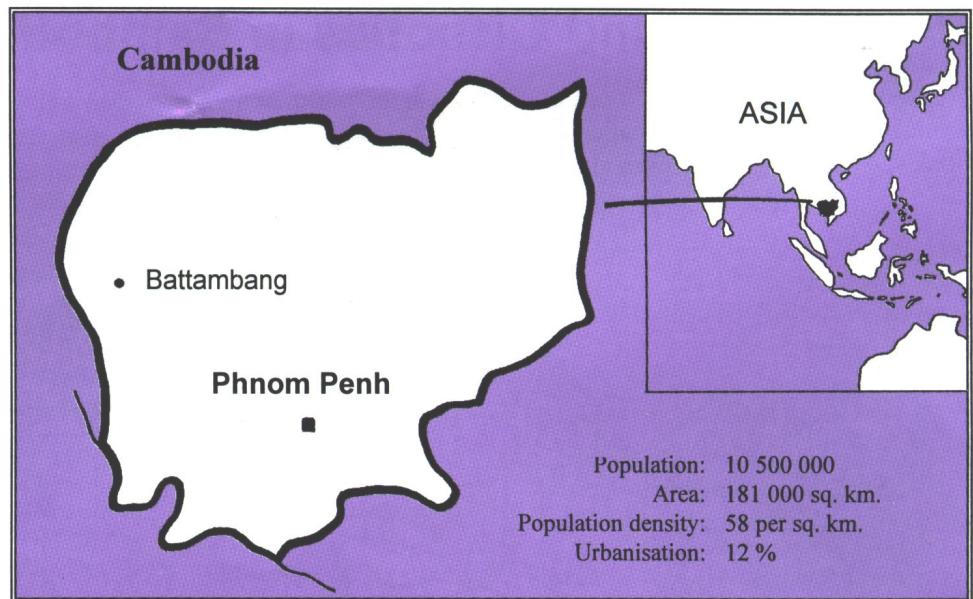 Cambodia
ASIA
Battambang
Phnom Penh
Population: 10 500 000
Area: 181 000 sq. km.
Population density: 58 per sq. km.
Urbanisation: 12 %